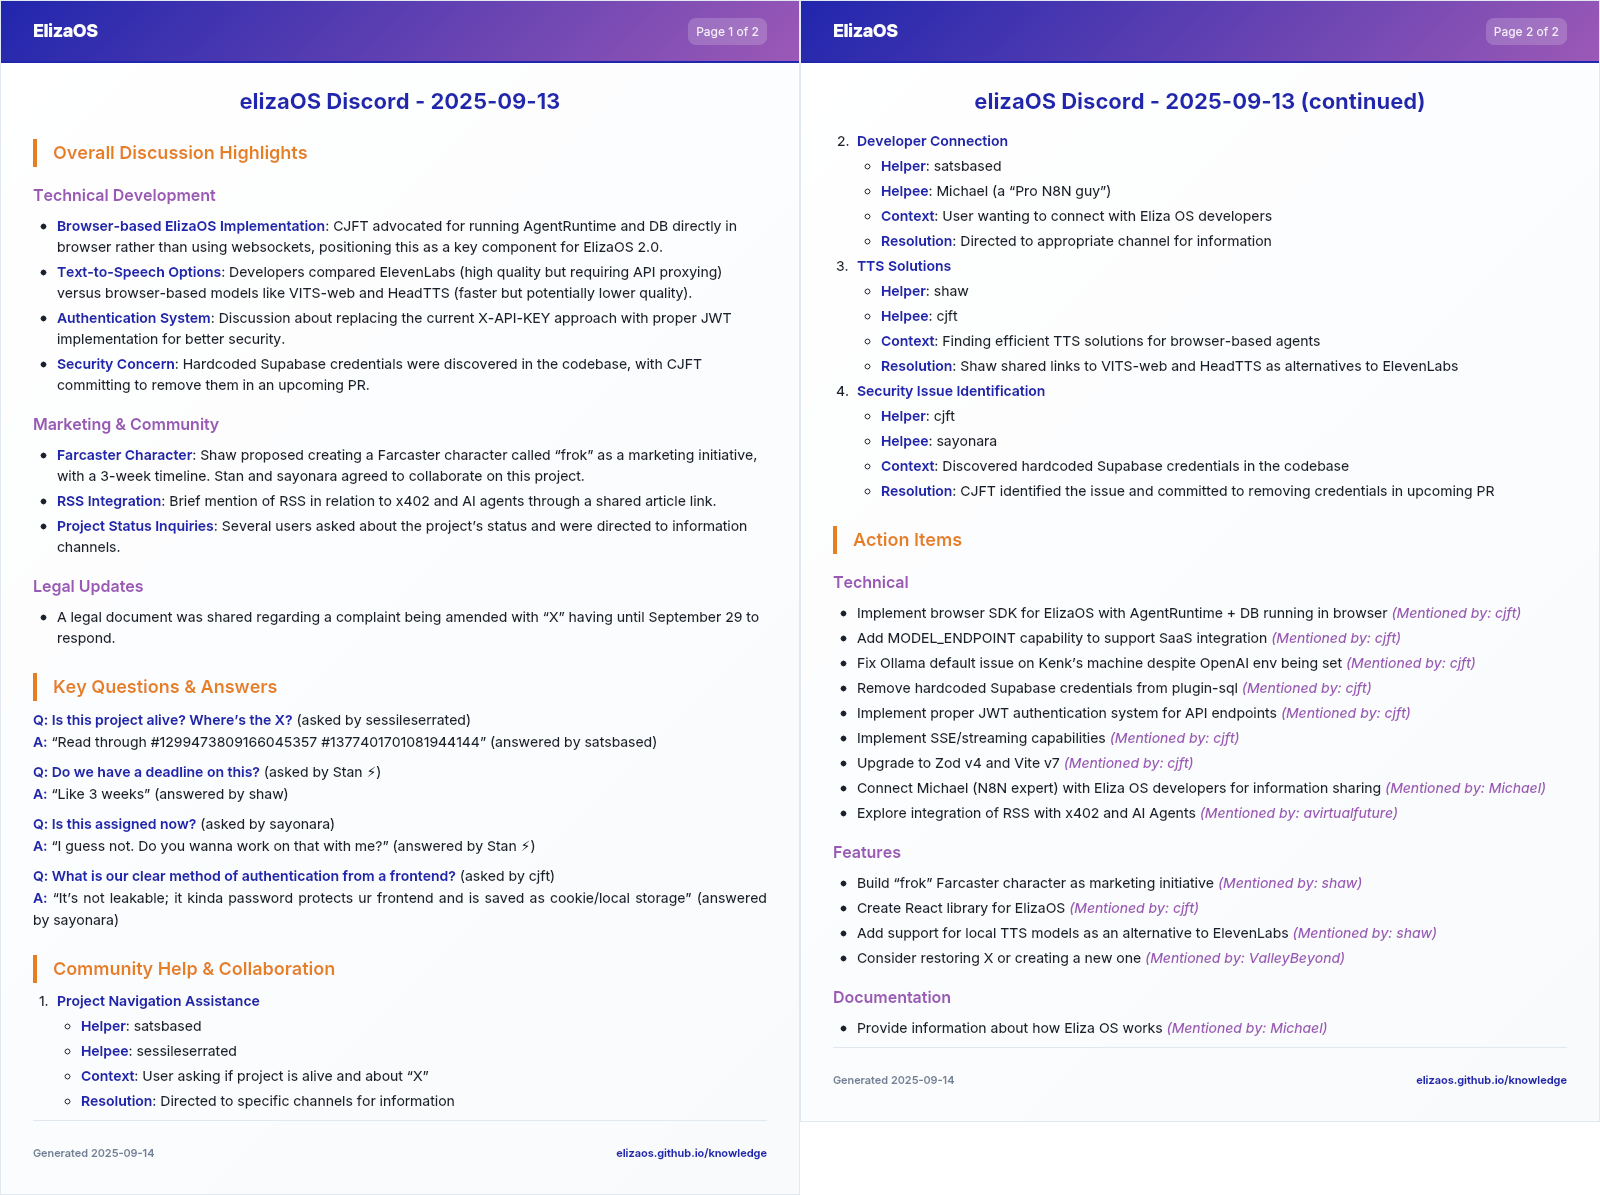 ElizaOS
Page 1 of 2
elizaOS Discord - 2025-09-13
Overall Discussion Highlights
Technical Development
• Browser-based ElizaOS Implementation: CJFT advocated for running AgentRuntime and DB directly in
browser rather than using websockets, positioning this as a key component for ElizaOS 2.0.
• Text-to-Speech Options: Developers compared ElevenLabs (high quality but requiring API proxying)
versus browser-based models like VITS-web and HeadTTS (faster but potentially lower quality).
• Authentication System: Discussion about replacing the current X-API-KEY approach with proper JWT
implementation for better security.
• Security Concern: Hardcoded Supabase credentials were discovered in the codebase, with CJFT
committing to remove them in an upcoming PR.
Marketing & Community
• Farcaster Character: Shaw proposed creating a Farcaster character called “frok” as a marketing initiative,
with a 3-week timeline. Stan and sayonara agreed to collaborate on this project.
• RSS Integration: Brief mention of RSS in relation to x402 and AI agents through a shared article link.
• Project Status Inquiries: Several users asked about the project’s status and were directed to information
channels.
Legal Updates
• A legal document was shared regarding a complaint being amended with “X” having until September 29 to
respond.
Key Questions & Answers
Q: Is this project alive? Where’s the X? (asked by sessileserrated)
A: “Read through #1299473809166045357 #1377401701081944144” (answered by satsbased)
Q: Do we have a deadline on this? (asked by Stan ⚡)
A: “Like 3 weeks” (answered by shaw)
Q: Is this assigned now? (asked by sayonara)
A: “I guess not. Do you wanna work on that with me?” (answered by Stan ⚡)
Q: What is our clear method of authentication from a frontend? (asked by cjft)
A: “It’s not leakable; it kinda password protects ur frontend and is saved as cookie/local storage” (answered
by sayonara)
Community Help & Collaboration
1. Project Navigation Assistance
◦ Helper: satsbased
◦ Helpee: sessileserrated
◦ Context: User asking if project is alive and about “X”
◦ Resolution: Directed to specific channels for information
Generated 2025-09-14
elizaos.github.io/knowledge
ElizaOS
Page 2 of 2
elizaOS Discord - 2025-09-13 (continued)
2. Developer Connection
◦ Helper: satsbased
◦ Helpee: Michael (a “Pro N8N guy”)
◦ Context: User wanting to connect with Eliza OS developers
◦ Resolution: Directed to appropriate channel for information
3. TTS Solutions
◦ Helper: shaw
◦ Helpee: cjft
◦ Context: Finding efficient TTS solutions for browser-based agents
◦ Resolution: Shaw shared links to VITS-web and HeadTTS as alternatives to ElevenLabs
4. Security Issue Identification
◦ Helper: cjft
◦ Helpee: sayonara
◦ Context: Discovered hardcoded Supabase credentials in the codebase
◦ Resolution: CJFT identified the issue and committed to removing credentials in upcoming PR
Action Items
Technical
• Implement browser SDK for ElizaOS with AgentRuntime + DB running in browser (Mentioned by: cjft)
• Add MODEL_ENDPOINT capability to support SaaS integration (Mentioned by: cjft)
• Fix Ollama default issue on Kenk’s machine despite OpenAI env being set (Mentioned by: cjft)
• Remove hardcoded Supabase credentials from plugin-sql (Mentioned by: cjft)
• Implement proper JWT authentication system for API endpoints (Mentioned by: cjft)
• Implement SSE/streaming capabilities (Mentioned by: cjft)
• Upgrade to Zod v4 and Vite v7 (Mentioned by: cjft)
• Connect Michael (N8N expert) with Eliza OS developers for information sharing (Mentioned by: Michael)
• Explore integration of RSS with x402 and AI Agents (Mentioned by: avirtualfuture)
Features
• Build “frok” Farcaster character as marketing initiative (Mentioned by: shaw)
• Create React library for ElizaOS (Mentioned by: cjft)
• Add support for local TTS models as an alternative to ElevenLabs (Mentioned by: shaw)
• Consider restoring X or creating a new one (Mentioned by: ValleyBeyond)
Documentation
• Provide information about how Eliza OS works (Mentioned by: Michael)
Generated 2025-09-14
elizaos.github.io/knowledge